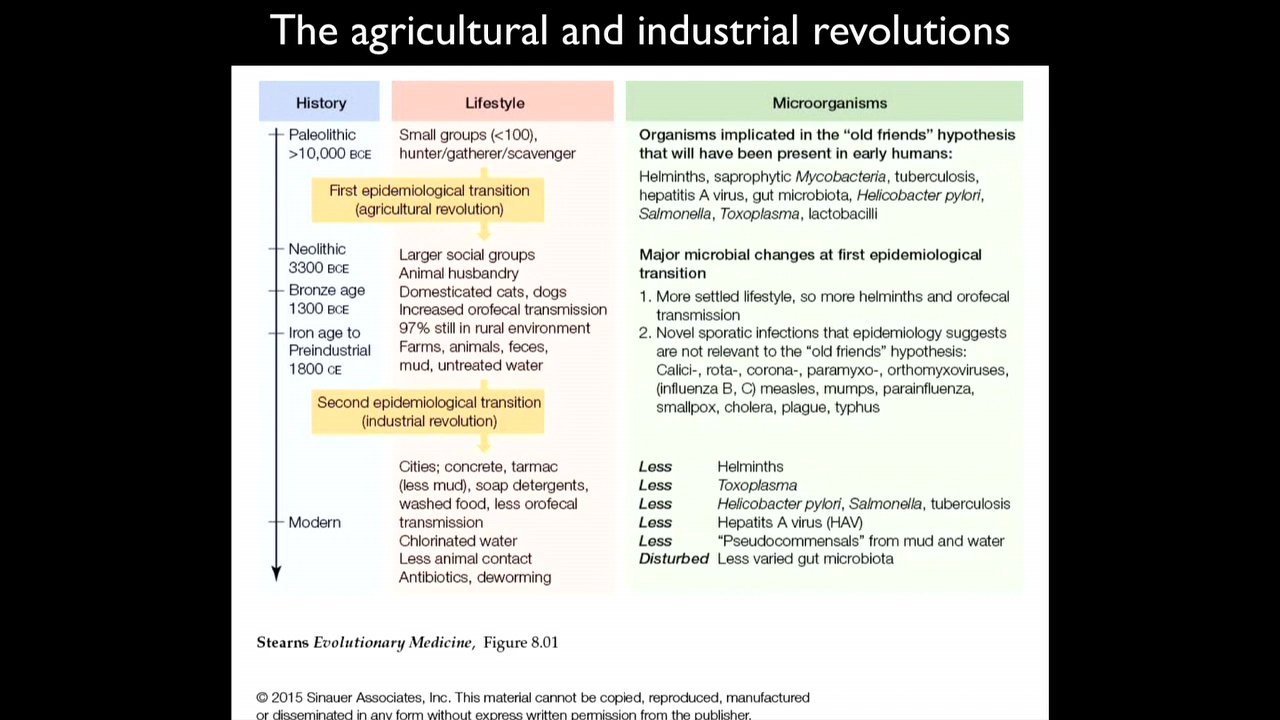 The agricultural and industrial revolutions
History
Lifestyle
Microorganisms
Paleolithic
>10,000 BCE
Small groups (<100),
hunter/gatherer/scavenger
Organisms implicated in the “old friends” hypothesis
that will have been present in early humans:
Helminths, saprophytic Mycobacteria, tuberculosis,
hepatitis A virus, gut microbiota, Helicobacter pylori,
Salmonella, Toxoplasma, lactobacilli
First epidemiological transition
(agricultural revolution)
Neolithic
3300 BCE
Bronze age
1300 BCE
Iron age to
Preindustrial
1800 CE
Larger social groups
Animal husbandry
Domesticated cats, dogs
Increased orofecal transmission
97% still in rural environment
Farms, animals, feces,
mud, untreated water
Major microbial changes at first epidemiological
transition
1. More settled lifestyle, so more helminths and orofecal
transmission
2. Novel sporadic infections that epidemiology suggests
are not relevant to the “old friends” hypothesis:
Calici-, rota-, corona-, paramyxo-, orthomyxoviruses,
(influenza B, C) measles, mumps, parainfluenza,
smallpox, cholera, plague, typhus
Second epidemiological transition
(industrial revolution)
Modern
Cities; concrete, tarmac
(less mud), soap detergents,
washed food, less orofecal
transmission
Chlorinated water
Less animal contact
Antibiotics, deworming
Less Helminths
Less Toxoplasma
Less Helicobacter pylori, Salmonella, tuberculosis
Less Hepatits A virus (HAV)
Less “Pseudocommensals” from mud and water
Disturbed Less varied gut microbiota
Stearns Evolutionary Medicine, Figure 8.01
© 2015 Sinauer Associates, Inc. This material cannot be copied, reproduced, manufactured
or disseminated in any form without express written permission from the publisher.